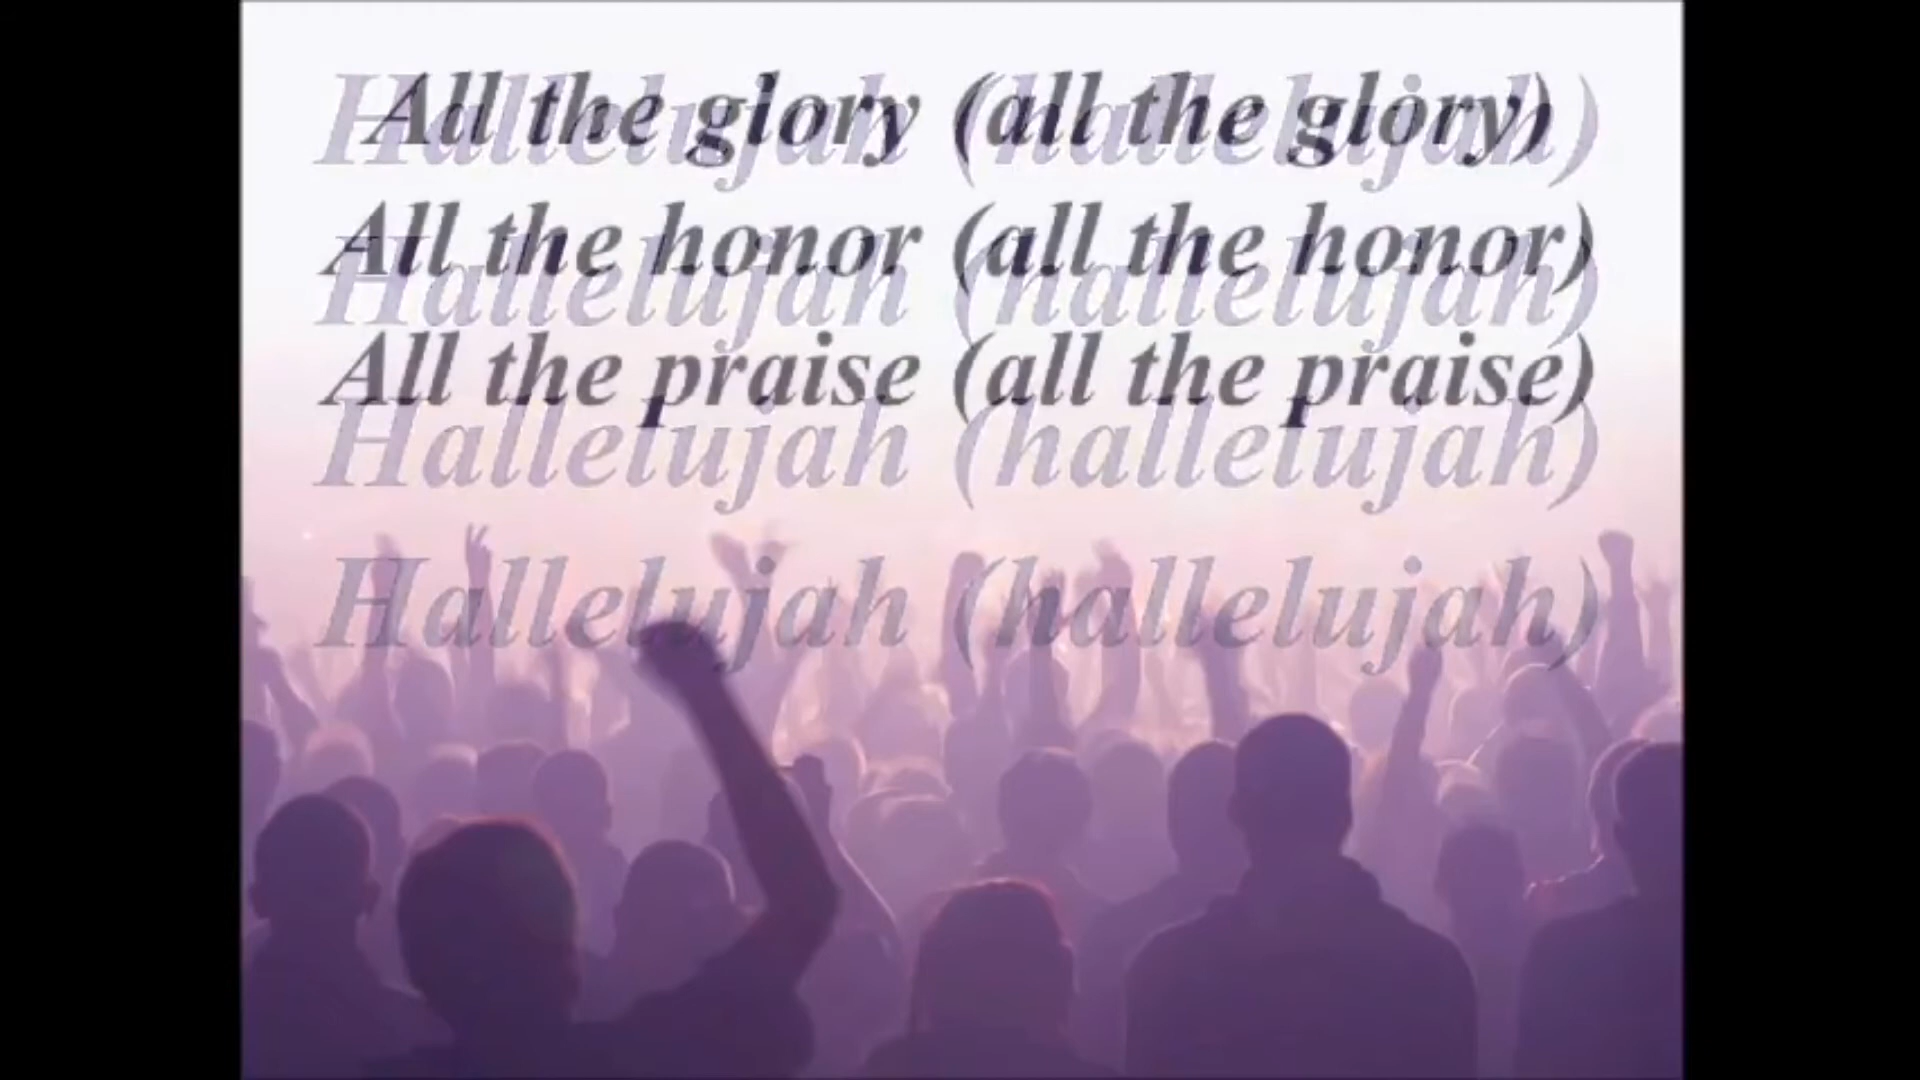 All the glory (all the glory)
Hallelujah (hallelujah)
All the honor (all the honor)
Hallelujah (hallelujah)
All the praise (all the praise)
Hallelujah (hallelujah)
Hallelujah (hallelujah)